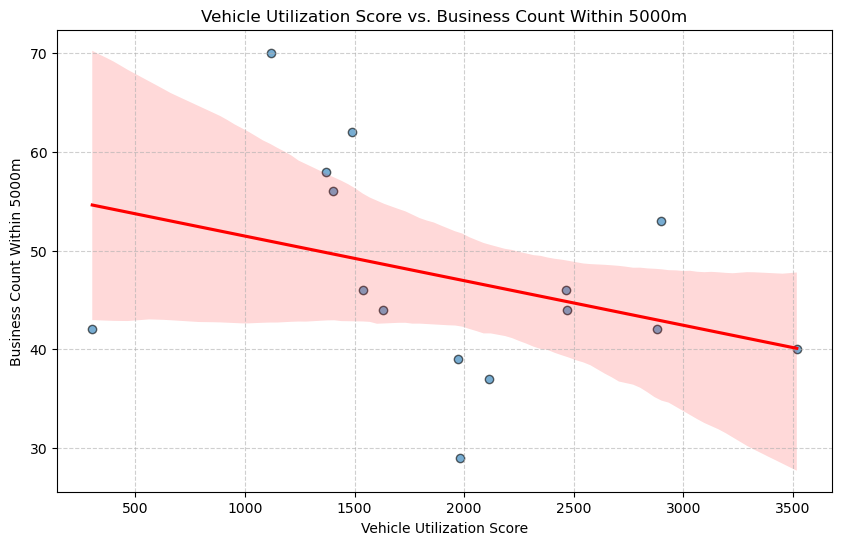 Vehicle Utilization Score vs. Business Count Within 5000m
70
60
50
40
30
Business Count Within 5000m
500 1000 1500 2000 2500 3000 3500
Vehicle Utilization Score